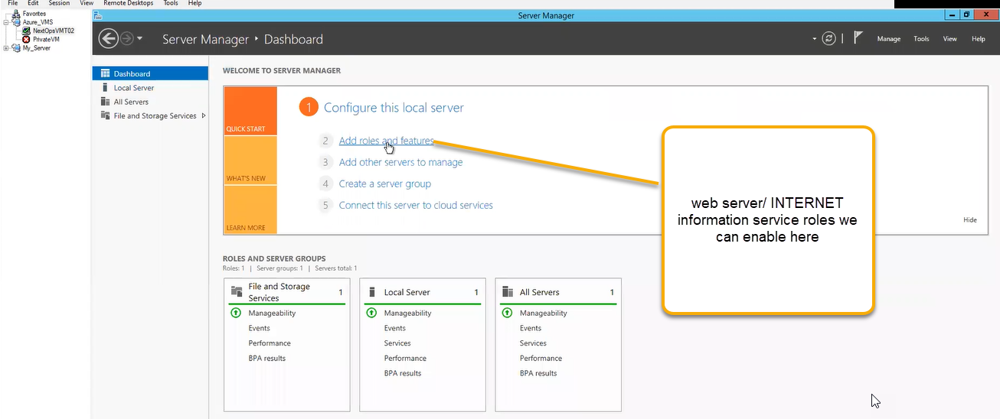 File Edit Session View Remote Desktops Tools Help
Favorites
Azure_VMS
NextOpsVMT02
PrivateVM
My_Server
Server Manager
Server Manager • Dashboard
Manage Tools View Help
Dashboard
Local Server
All Servers
File and Storage Services
WELCOME TO SERVER MANAGER
QUICK START
WHAT'S NEW
LEARN MORE
1 Configure this local server
2 Add roles and features
3 Add other servers to manage
4 Create a server group
5 Connect this server to cloud services
Hide
web server/ INTERNET
information service roles we
can enable here
ROLES AND SERVER GROUPS
Roles: 1 | Server groups: 1 | Servers total: 1
File and Storage
Services 1
Manageability
Events
Performance
BPA results
Local Server 1
Manageability
Events
Services
Performance
BPA results
All Servers 1
Manageability
Events
Services
Performance
BPA results